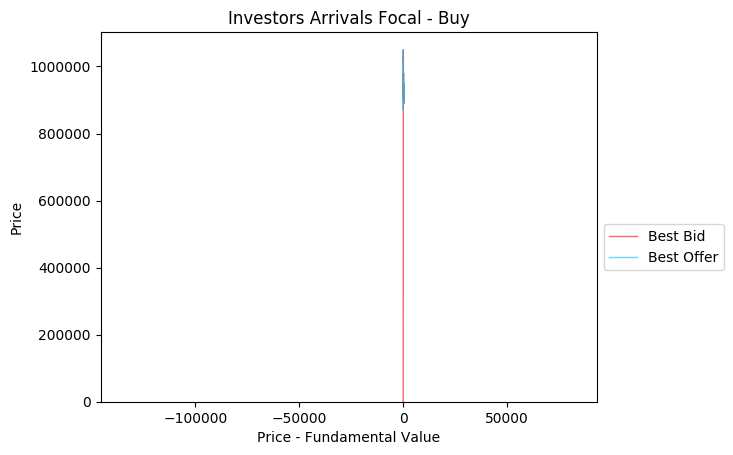 Investors Arrivals Focal - Buy
1000000
800000
600000
400000
200000
0
Price
−100000
−50000
0
50000
Price - Fundamental Value
Best Bid
Best Offer